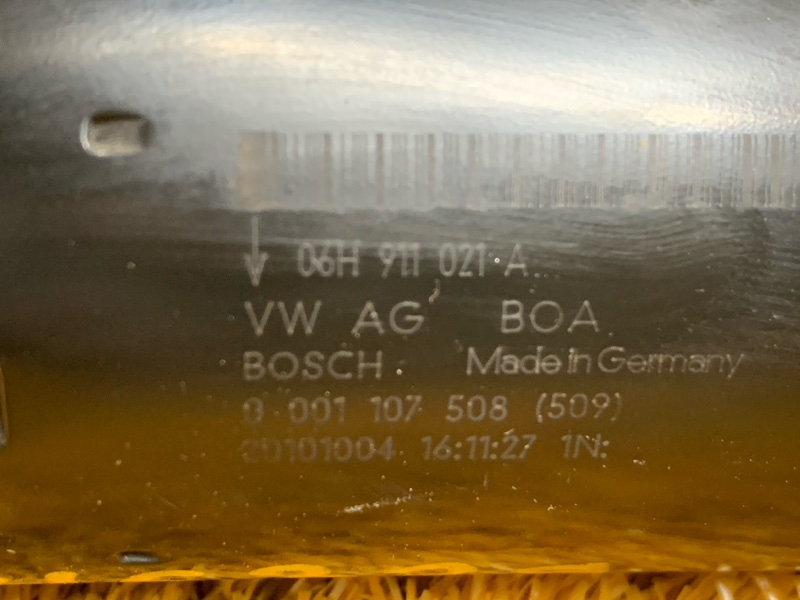 06H 911 021 A
VW AG BOA
BOSCH Made in Germany
0 001 107 508 (509)
20101004 16:11:27 1N: